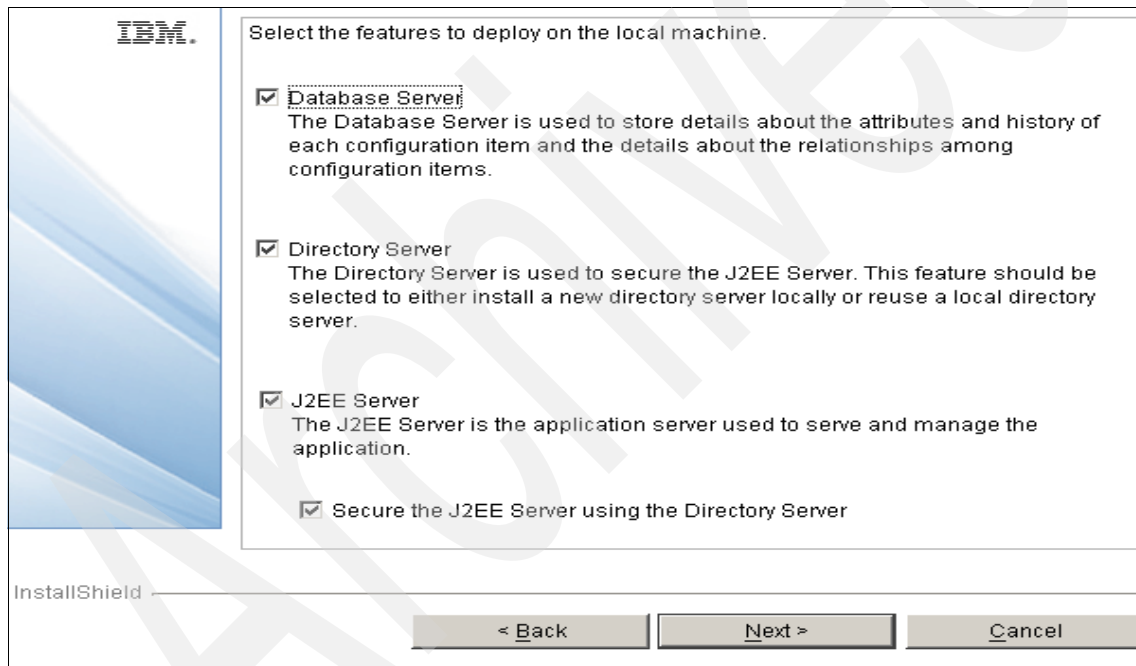 IBM.
Select the features to deploy on the local machine.
Database Server
The Database Server is used to store details about the attributes and history of
each configuration item and the details about the relationships among
configuration items.
Directory Server
The Directory Server is used to secure the J2EE Server. This feature should be
selected to either install a new directory server locally or reuse a local directory
server.
J2EE Server
The J2EE Server is the application server used to serve and manage the
application.
Secure the J2EE Server using the Directory Server
InstallShield
< Back
Next >
Cancel
Archived